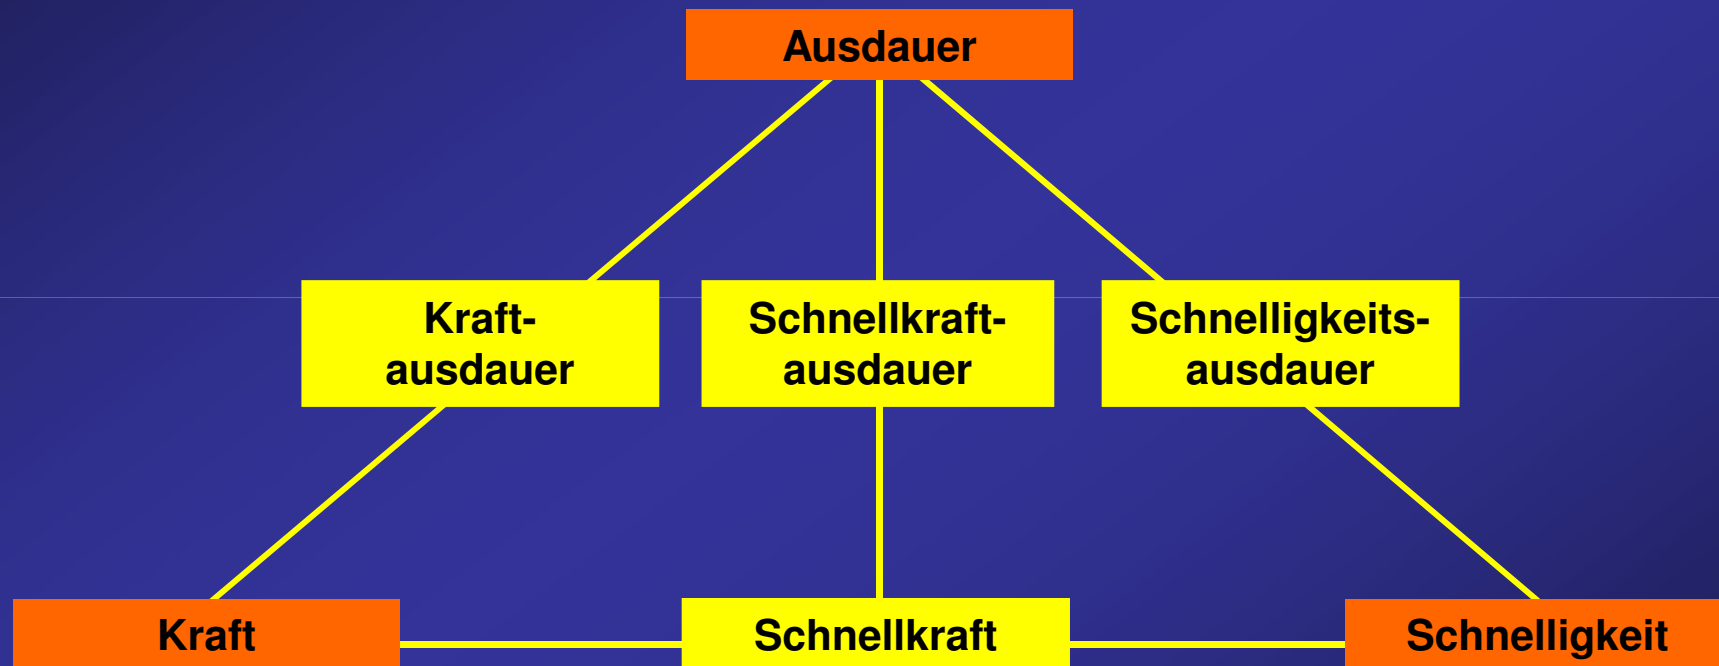 Ausdauer
Kraft-
ausdauer
Schnellkraft-
ausdauer
Schnelligkeits-
ausdauer
Kraft
Schnellkraft
Schnelligkeit